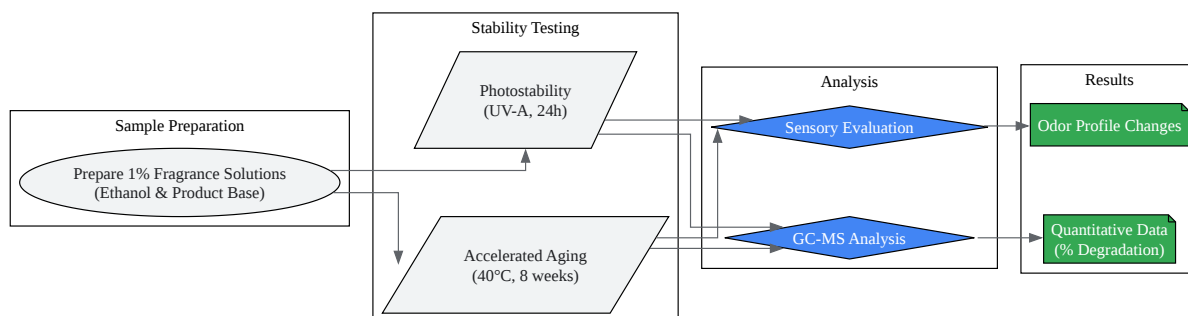 Sample Preparation
Prepare 1% Fragrance Solutions
(Ethanol & Product Base)
Stability Testing
Photostability
(UV-A, 24h)
Accelerated Aging
(40°C, 8 weeks)
Analysis
Sensory Evaluation
GC-MS Analysis
Results
Odor Profile Changes
Quantitative Data
(% Degradation)